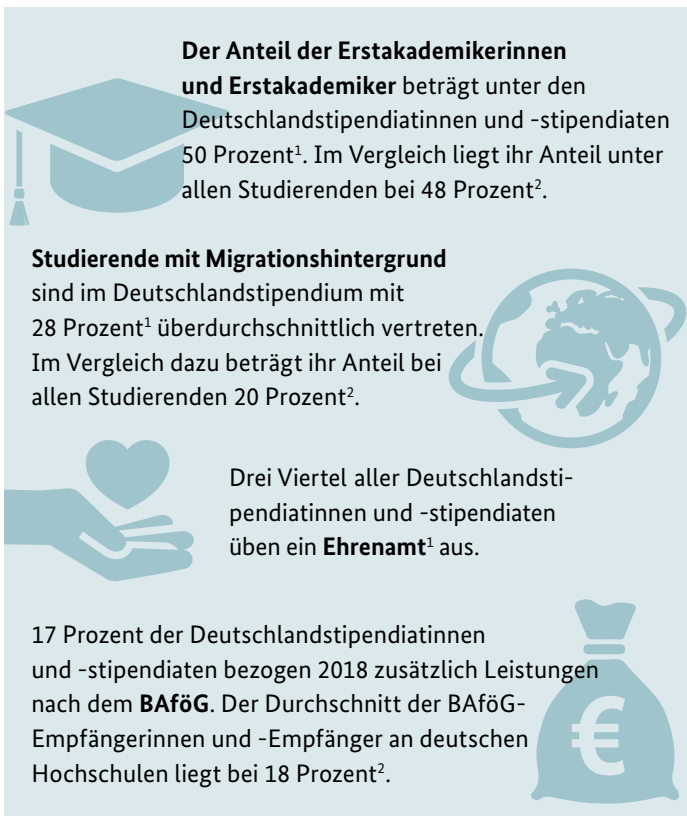 Der Anteil der Erstakademikerinnen
und Erstakademiker beträgt unter den
Deutschlandstipendiatinnen und -stipendiaten
50 Prozent¹. Im Vergleich liegt ihr Anteil unter
allen Studierenden bei 48 Prozent².
Studierende mit Migrationshintergrund
sind im Deutschlandstipendium mit
28 Prozent¹ überdurchschnittlich vertreten.
Im Vergleich dazu beträgt ihr Anteil bei
allen Studierenden 20 Prozent².
Drei Viertel aller Deutschlandsti-
pendiatinnen und -stipendiaten
üben ein Ehrenamt¹ aus.
17 Prozent der Deutschlandstipendiatinnen
und -stipendiaten bezogen 2018 zusätzlich Leistungen
nach dem BAföG. Der Durchschnitt der BAföG-
Empfängerinnen und -Empfänger an deutschen
Hochschulen liegt bei 18 Prozent².
€